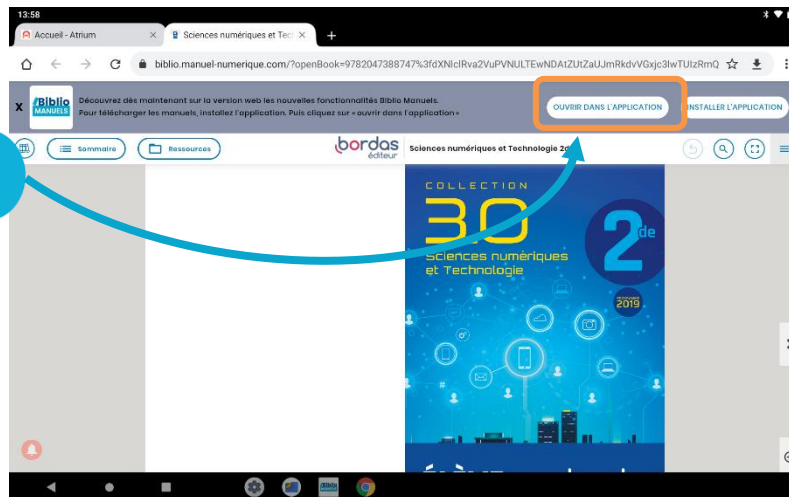 13:58
Accueil - Atrium
Sciences numériques et Tec
biblio.manuel-numerique.com/?openBook=9782047388747%3fdXNlclRva2VuPVNULTEwNDAtZUtZaUJmRkdvVGxjc3lwTUIzRmQ
X
Biblio
MANUELS
Découvrez dès maintenant sur la version web les nouvelles fonctionnalités Biblio Manuels.
Pour télécharger les manuels, installez l'application. Puis cliquez sur « ouvrir dans l'application »
OUVRIR DANS L'APPLICATION
INSTALLER L'APPLICATION
Sommaire
Ressources
bordas
éditeur
Sciences numériques et Technologie 2d
COLLECTION
3.0
Sciences numériques
et Technologie
2de
2019